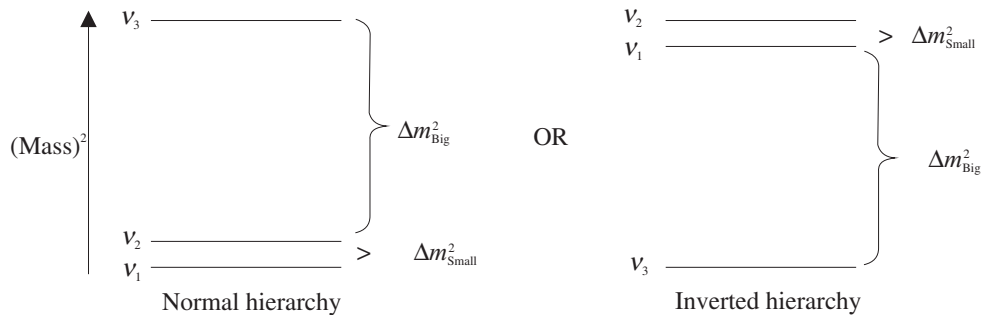 ν₃
(Mass)²
Δm²Big
ν₂
ν₁
> Δm²Small
Normal hierarchy
OR
ν₂
ν₁
> Δm²Small
Δm²Big
ν₃
Inverted hierarchy